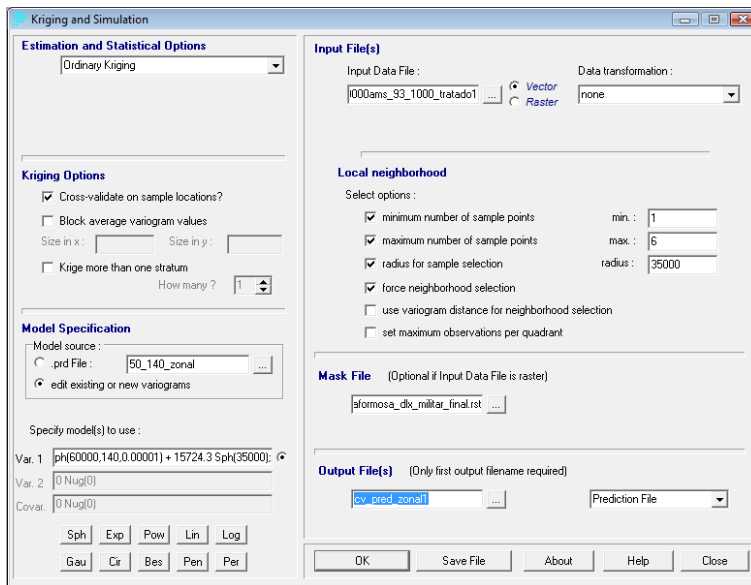 Kriging and Simulation
Estimation and Statistical Options
Ordinary Kriging
Kriging Options
Cross-validate on sample locations?
Block average variogram values
Size in x :
Size in y :
Krige more than one stratum
How many ?
1
Model Specification
Model source :
.prd File :
50_140_zonal
...
edit existing or new variograms
Specify model(s) to use :
Var. 1
ph(60000,140,0.00001) + 15724.3 Sph(35000);
Var. 2
0 Nug(0)
Covar.
0 Nug(0)
Sph
Exp
Pow
Lin
Log
Gau
Cir
Bes
Pen
Per
Input File(s)
Input Data File :
Data transformation :
000ams_93_1000_tratado1
...
Vector
Raster
none
Local neighborhood
Select options :
minimum number of sample points
min. :
1
maximum number of sample points
max. :
6
radius for sample selection
radius :
35000
force neighborhood selection
use variogram distance for neighborhood selection
set maximum observations per quadrant
Mask File
(Optional if Input Data File is raster)
aformosa_dlx_militar_final.rst
...
Output File(s)
(Only first output filename required)
cv_pred_zonal1
...
Prediction File
OK
Save File
About
Help
Close